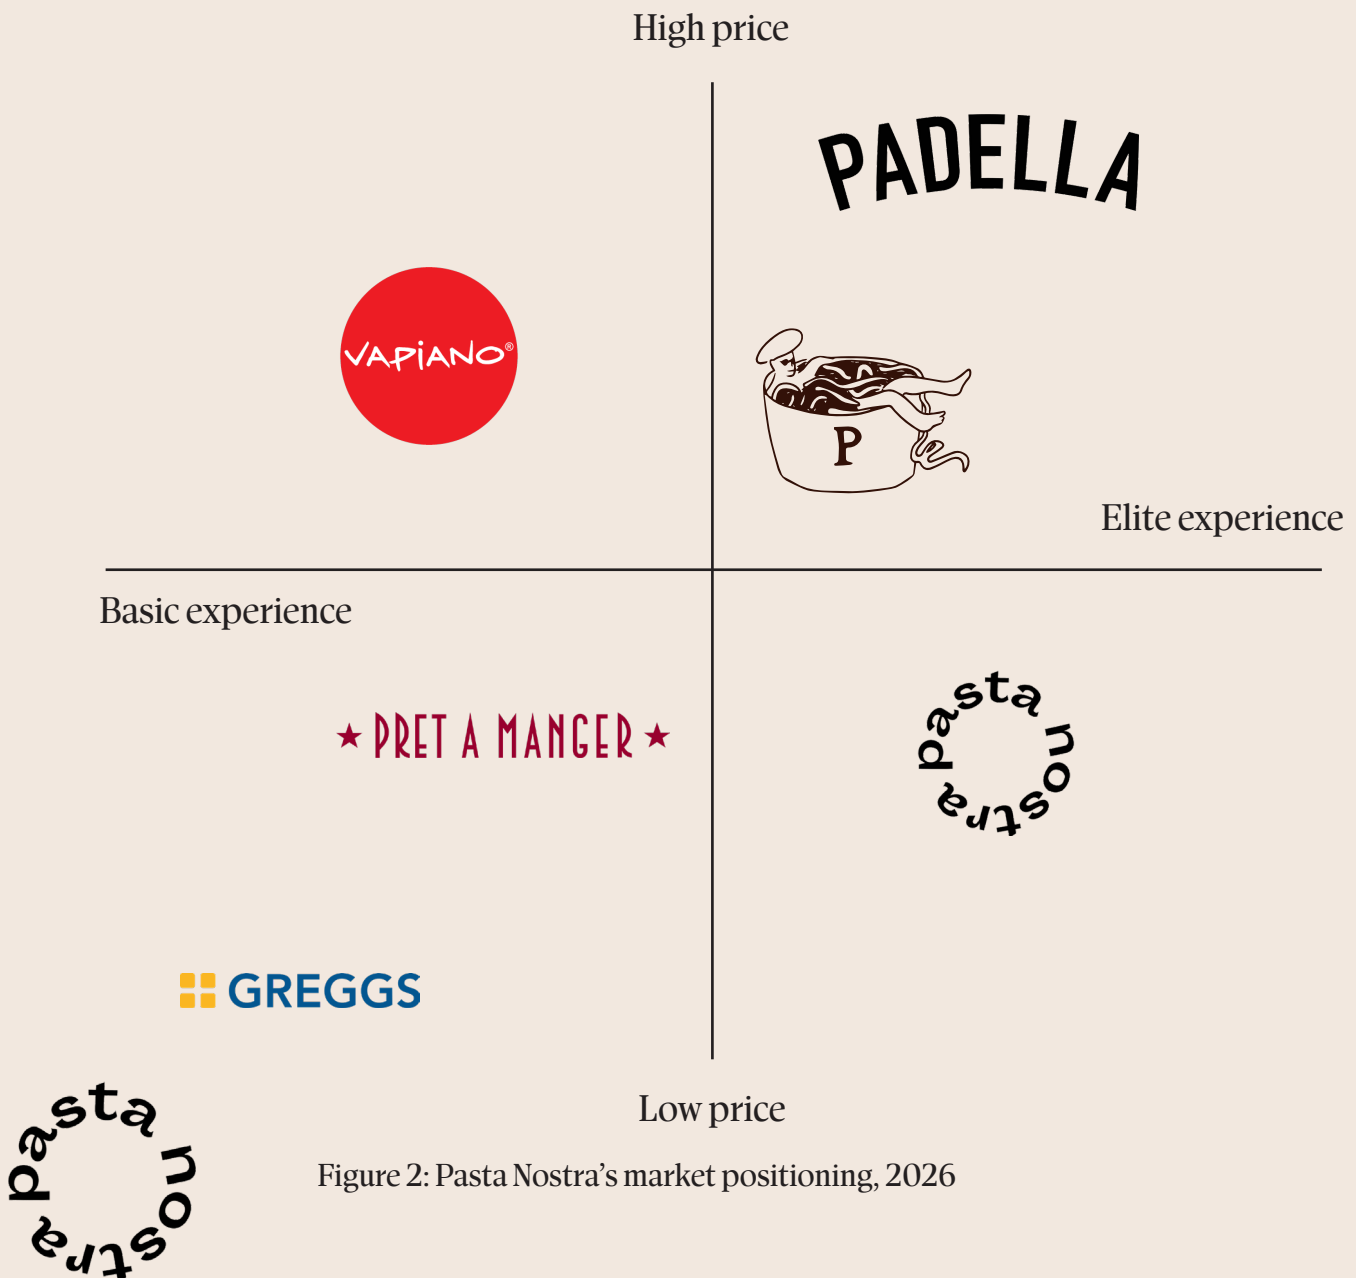 High price
PADELLA
VAPiANO®
P
Elite experience
Basic experience
PRET A MANGER
pasta nostra
GREGGS
Low price
pasta nostra
Figure 2: Pasta Nostra’s market positioning, 2026